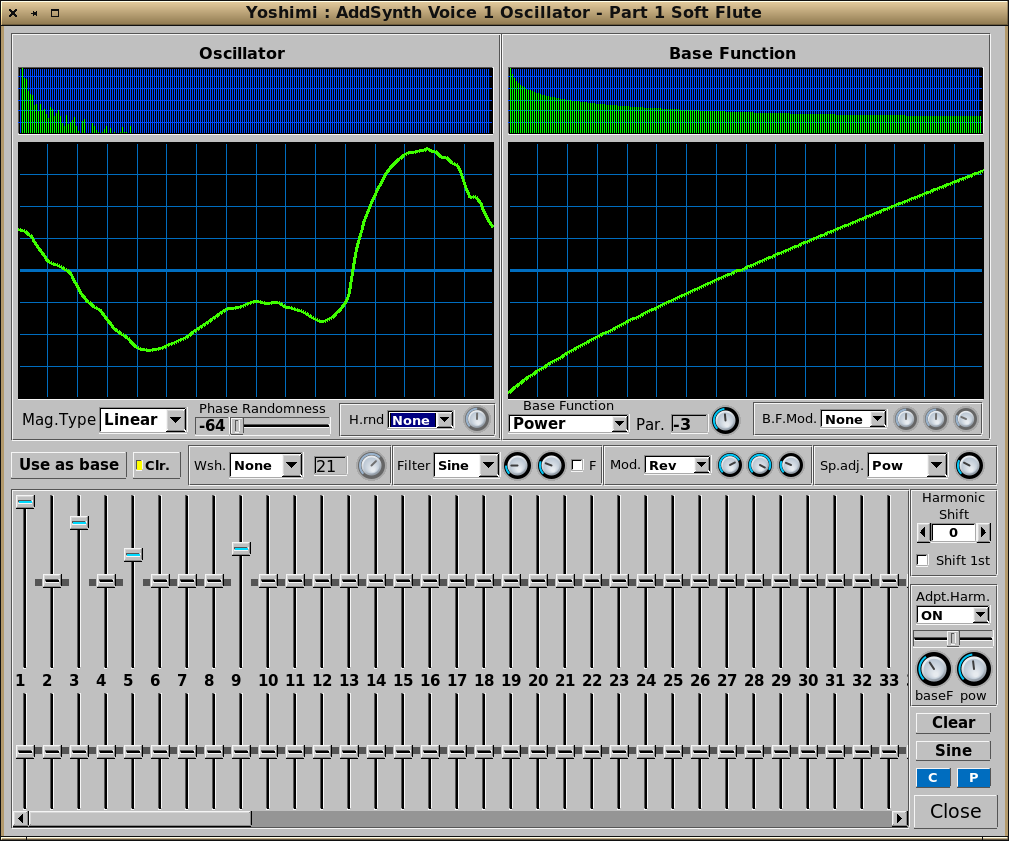 Yoshimi : AddSynth Voice 1 Oscillator - Part 1 Soft Flute
Oscillator
Base Function
Mag.Type Linear
Phase Randomness
-64
H.rnd None
Base Function
Power
Par. -3
B.F.Mod. None
Use as base
Clr.
Wsh. None 21
Filter Sine F
Mod. Rev
Sp.adj. Pow
Harmonic
Shift
0
Shift 1st
Adpt.Harm.
ON
baseF pow
1 2 3 4 5 6 7 8 9 10 11 12 13 14 15 16 17 18 19 20 21 22 23 24 25 26 27 28 29 30 31 32 33
Clear
Sine
C P
Close